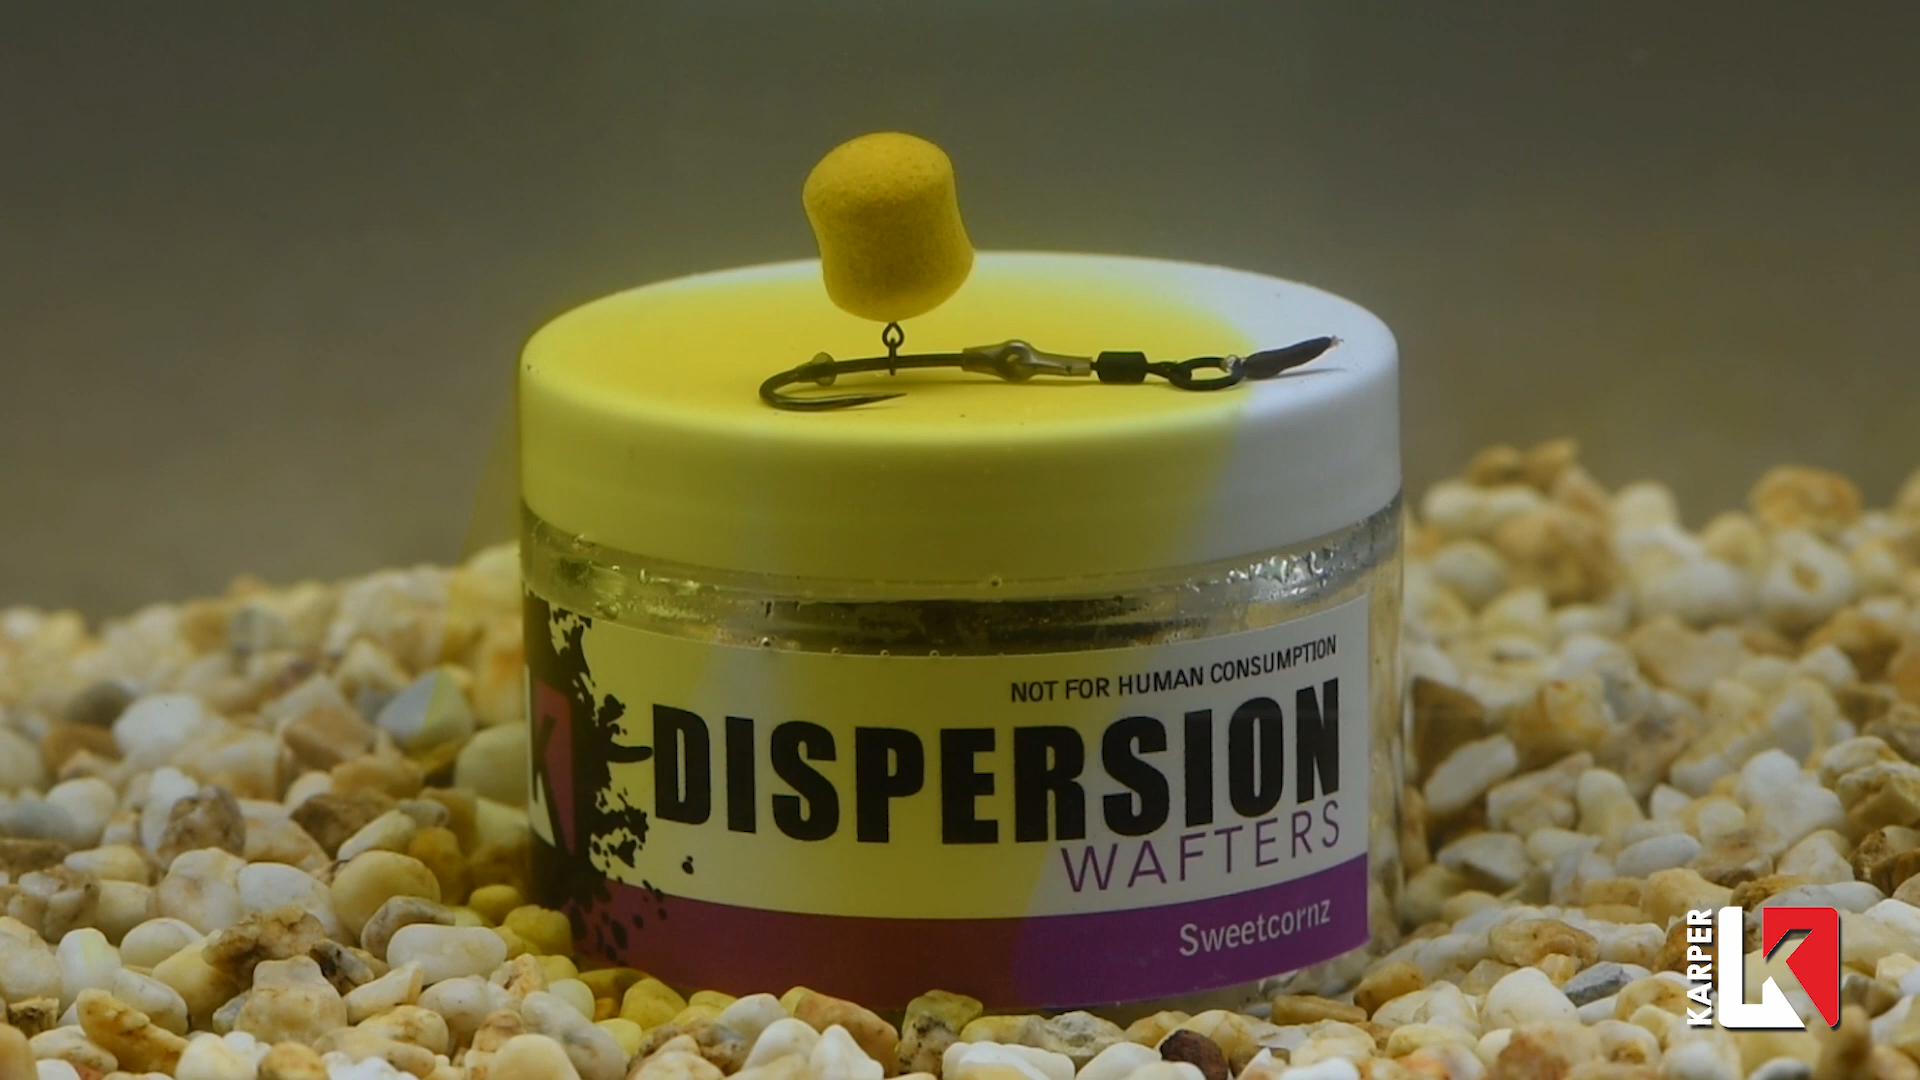 NOT FOR HUMAN CONSUMPTION
DISPERSION
WAFTERS
Sweetcornz
K
KARPER
K